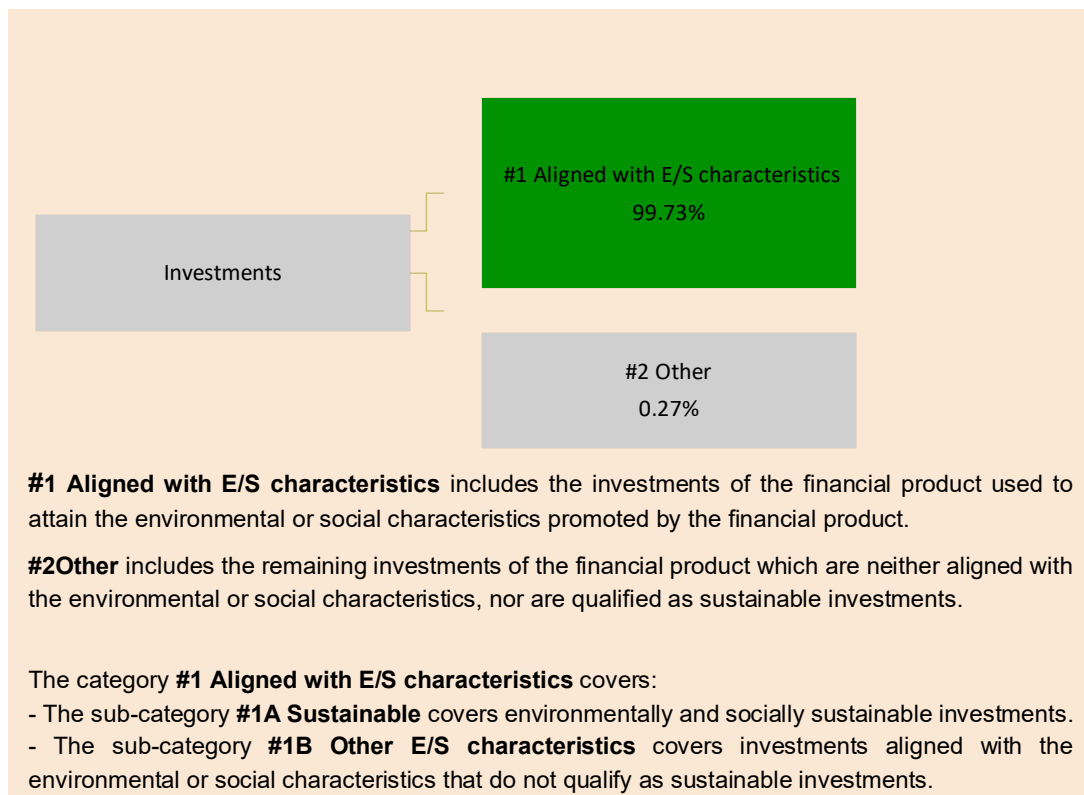 #1 Aligned with E/S characteristics
99.73%
Investments
#2 Other
0.27%
#1 Aligned with E/S characteristics includes the investments of the financial product used to
attain the environmental or social characteristics promoted by the financial product.
#2Other includes the remaining investments of the financial product which are neither aligned with
the environmental or social characteristics, nor are qualified as sustainable investments.
The category #1 Aligned with E/S characteristics covers:
- The sub-category #1A Sustainable covers environmentally and socially sustainable investments.
- The sub-category #1B Other E/S characteristics covers investments aligned with the
environmental or social characteristics that do not qualify as sustainable investments.